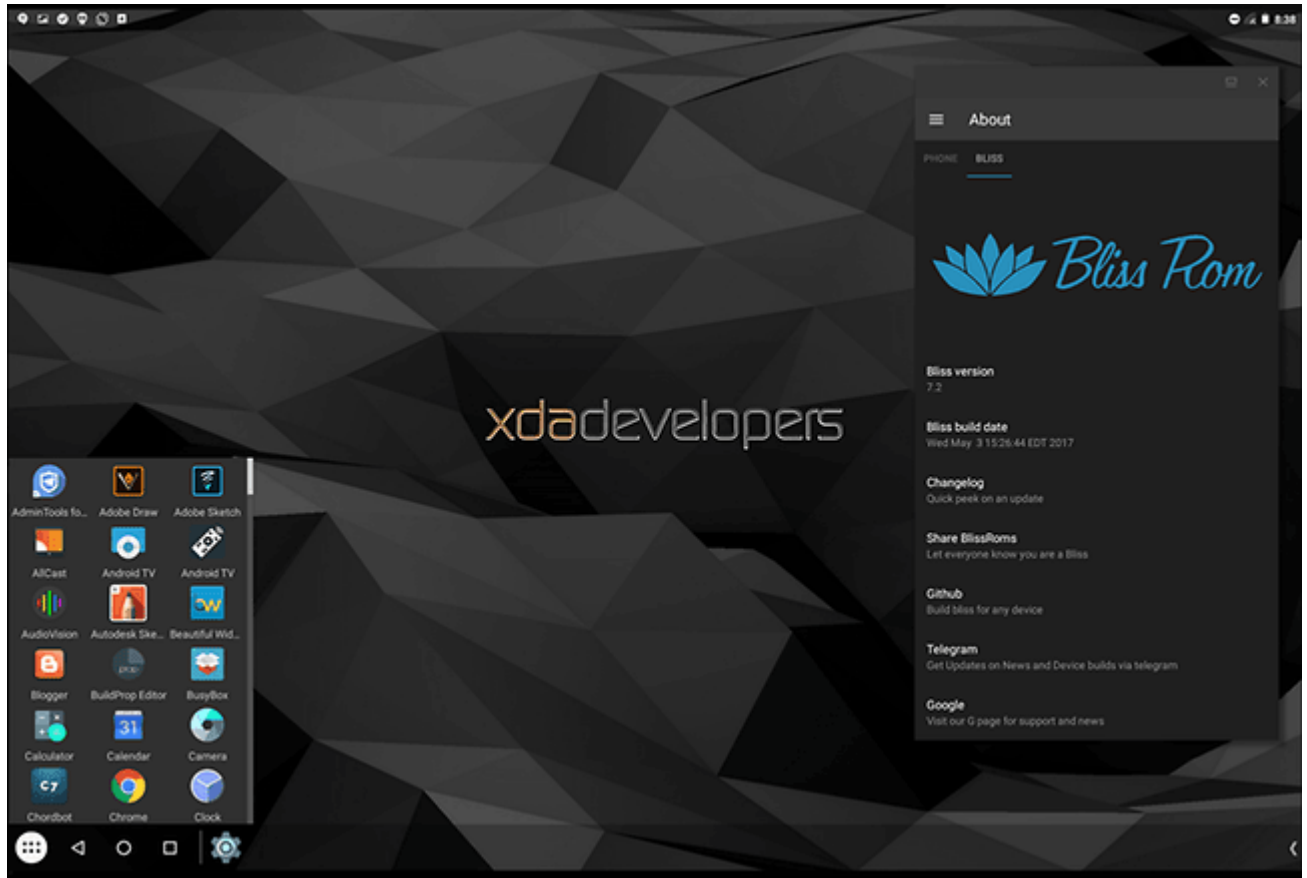 8:38
About
PHONE BLISS
Bliss Rom
Bliss version
7.2
Bliss build date
Wed May 3 15:26:44 EDT 2017
Changelog
Quick peek on an update
Share BlissRoms
Let everyone know you are a Bliss
Github
Build bliss for any device
Telegram
Get Updates on News and Device builds via telegram
Google
Visit our G page for support and news
xdadevelopers
AdminTools fo... Adobe Draw Adobe Sketch
AllCast Android TV Android TV
AudioVision Autodesk Ske... Beautiful Wid...
prop
Blogger BuildProp Editor BusyBox
31
Calculator Calendar Camera
C7
Chordbot Chrome Clock